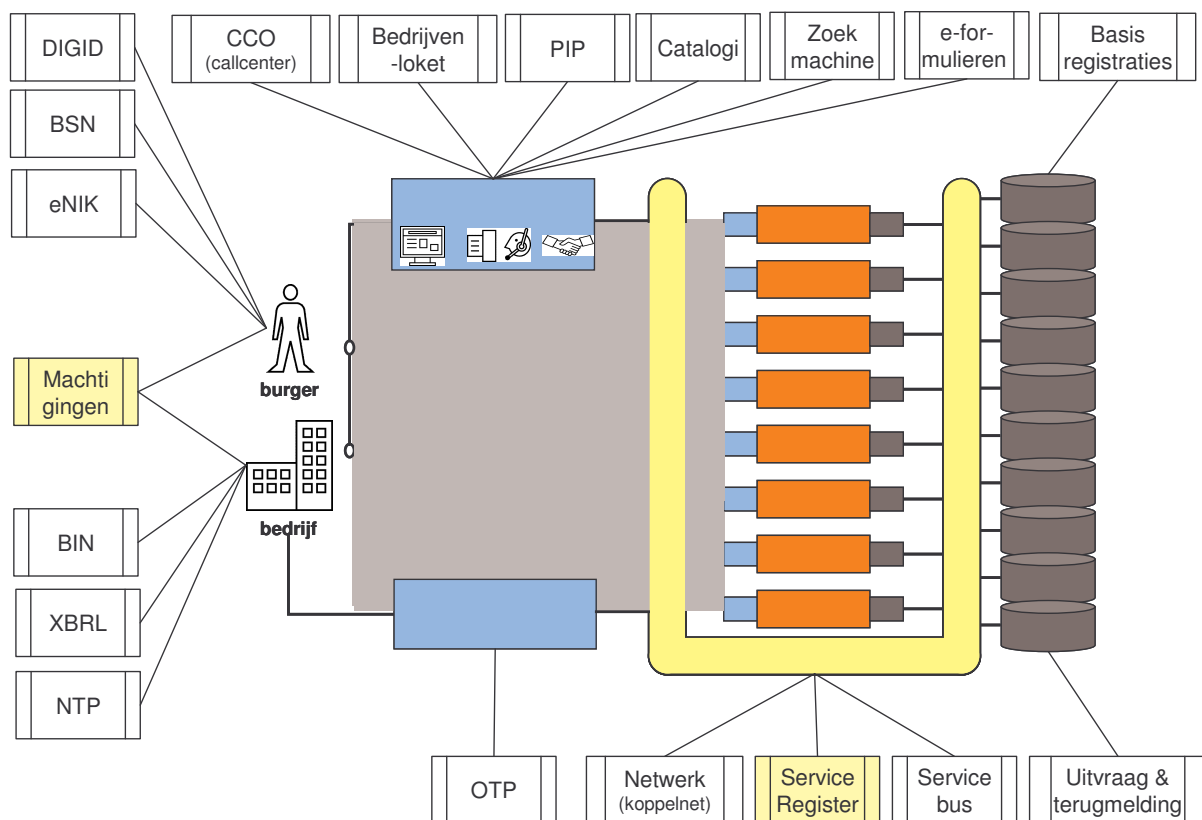 DIGID
CCO
(callcenter)
Bedrijven
-loket
PIP
Catalogi
Zoek
machine
e-for-
mulieren
Basis
registraties
BSN
eNIK
burger
Machti
gingen
bedrijf
BIN
XBRL
NTP
OTP
Netwerk
(koppelnet)
Service
Register
Service
bus
Uitvraag &
terugmelding